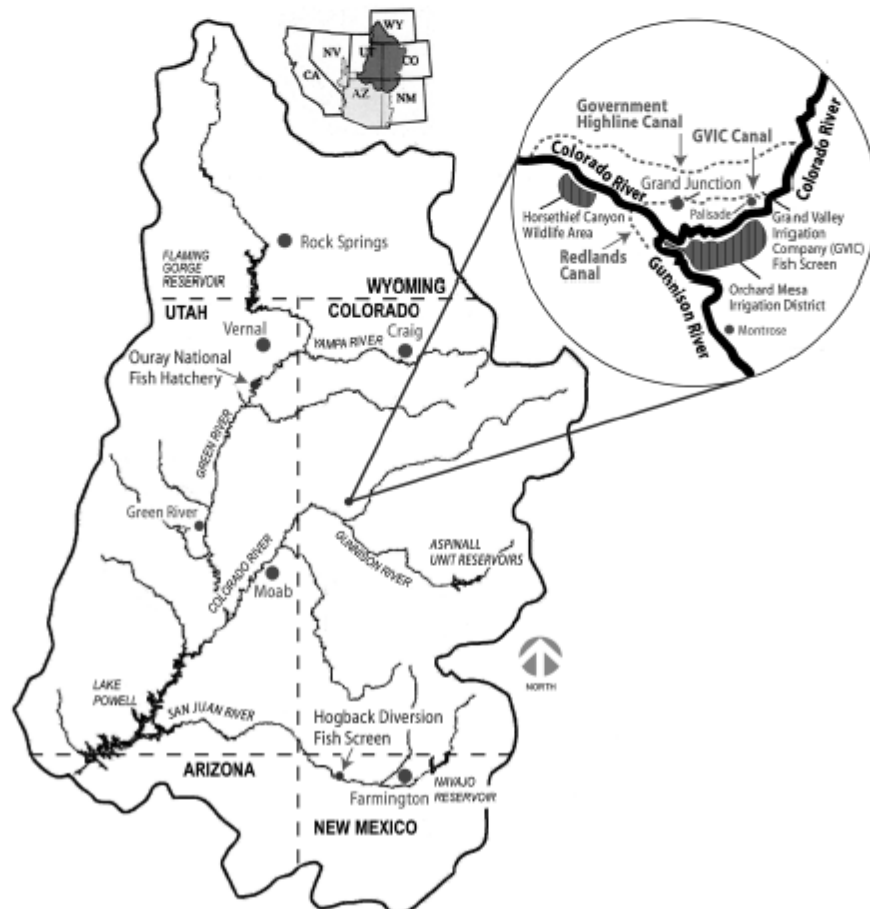 WY
NV
UT
CO
CA
AZ
NM
Government
Highline Canal
GVIC Canal
Colorado River
Colorado River
Grand Junction
Palisade
Horsethief Canyon
Wildlife Area
Grand Valley
Irrigation
Company (GVIC)
Fish Screen
Redlands
Canal
Gunnison River
Orchard Mesa
Irrigation District
Montrose
Rock Springs
FLAMING
GORGE
RESERVOIR
WYOMING
UTAH
COLORADO
Vernal
Craig
YAMPA RIVER
Ouray National
Fish Hatchery
GREEN RIVER
Green River
COLORADO RIVER
GUNNISON RIVER
ASPINALL
UNIT RESERVOIRS
Moab
NORTH
LAKE
POWELL
SAN JUAN RIVER
Hogback Diversion
Fish Screen
ARIZONA
Farmington
NAVAJO
RESERVOIR
NEW MEXICO